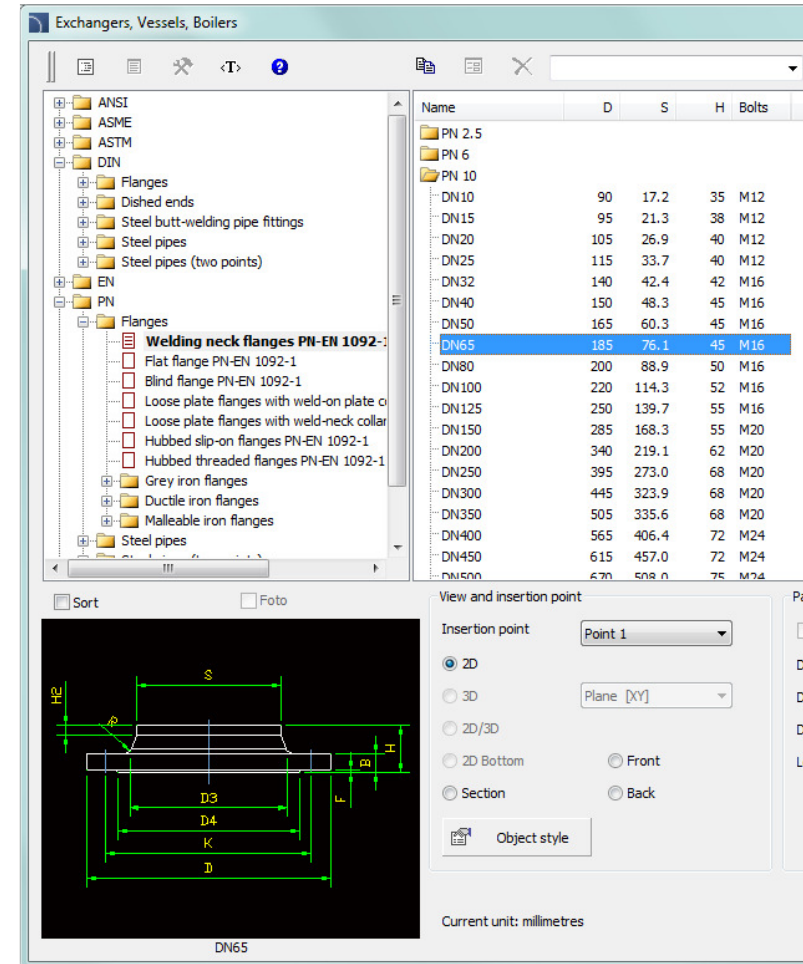 Exchangers, Vessels, Boilers
<T> ?
ANSI
ASME
ASTM
DIN
Flanges
Dished ends
Steel butt-welding pipe fittings
Steel pipes
Steel pipes (two points)
EN
PN
Flanges
Welding neck flanges PN-EN 1092-1
Flat flange PN-EN 1092-1
Blind flange PN-EN 1092-1
Loose plate flanges with weld-on plate
Loose plate flanges with weld-neck collar
Hubbed slip-on flanges PN-EN 1092-1
Hubbed threaded flanges PN-EN 1092-1
Grey iron flanges
Ductile iron flanges
Malleable iron flanges
Steel pipes
Name D S H Bolts
PN 2.5
PN 6
PN 10
DN10 90 17.2 35 M12
DN15 95 21.3 38 M12
DN20 105 26.9 40 M12
DN25 115 33.7 40 M12
DN32 140 42.4 42 M16
DN40 150 48.3 45 M16
DN50 165 60.3 45 M16
DN65 185 76.1 45 M16
DN80 200 88.9 50 M16
DN100 220 114.3 52 M16
DN125 250 139.7 55 M16
DN150 285 168.3 55 M20
DN200 340 219.1 62 M20
DN250 395 273.0 68 M20
DN300 445 323.9 68 M20
DN350 505 335.6 68 M20
DN400 565 406.4 72 M24
DN450 615 457.0 72 M24
DN500 670 508.0 75 M24
Sort Foto
S
H2
R
H
B
F
D3
D4
K
D
DN65
View and insertion point
Insertion point Point 1
2D
3D Plane [XY]
2D/3D
2D Bottom Front
Section Back
Object style
Current unit: millimetres